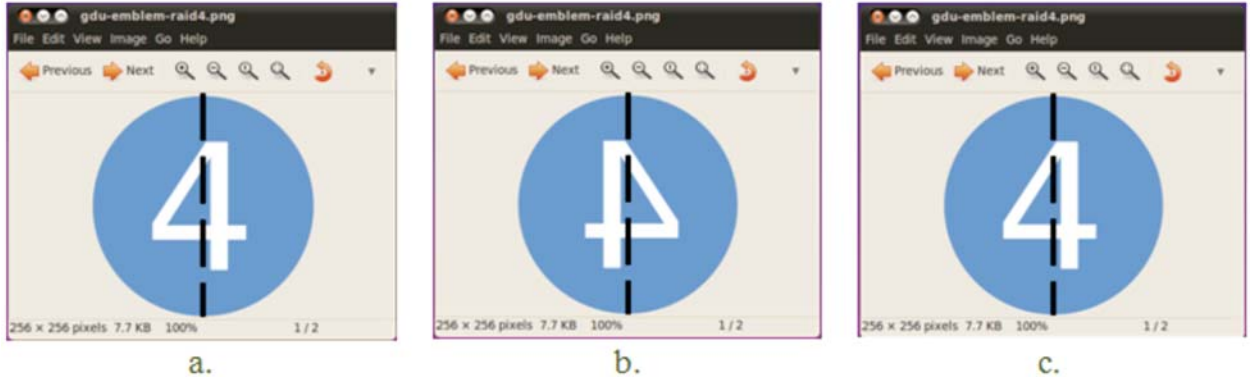 gdu-emblem-raid4.png
File Edit View Image Go Help
Previous Next
4
256 × 256 pixels 7.7 KB 100% 1 / 2
a.
gdu-emblem-raid4.png
File Edit View Image Go Help
Previous Next
4
256 × 256 pixels 7.7 KB 100% 1 / 2
b.
gdu-emblem-raid4.png
File Edit View Image Go Help
Previous Next
4
256 × 256 pixels 7.7 KB 100% 1 / 2
c.